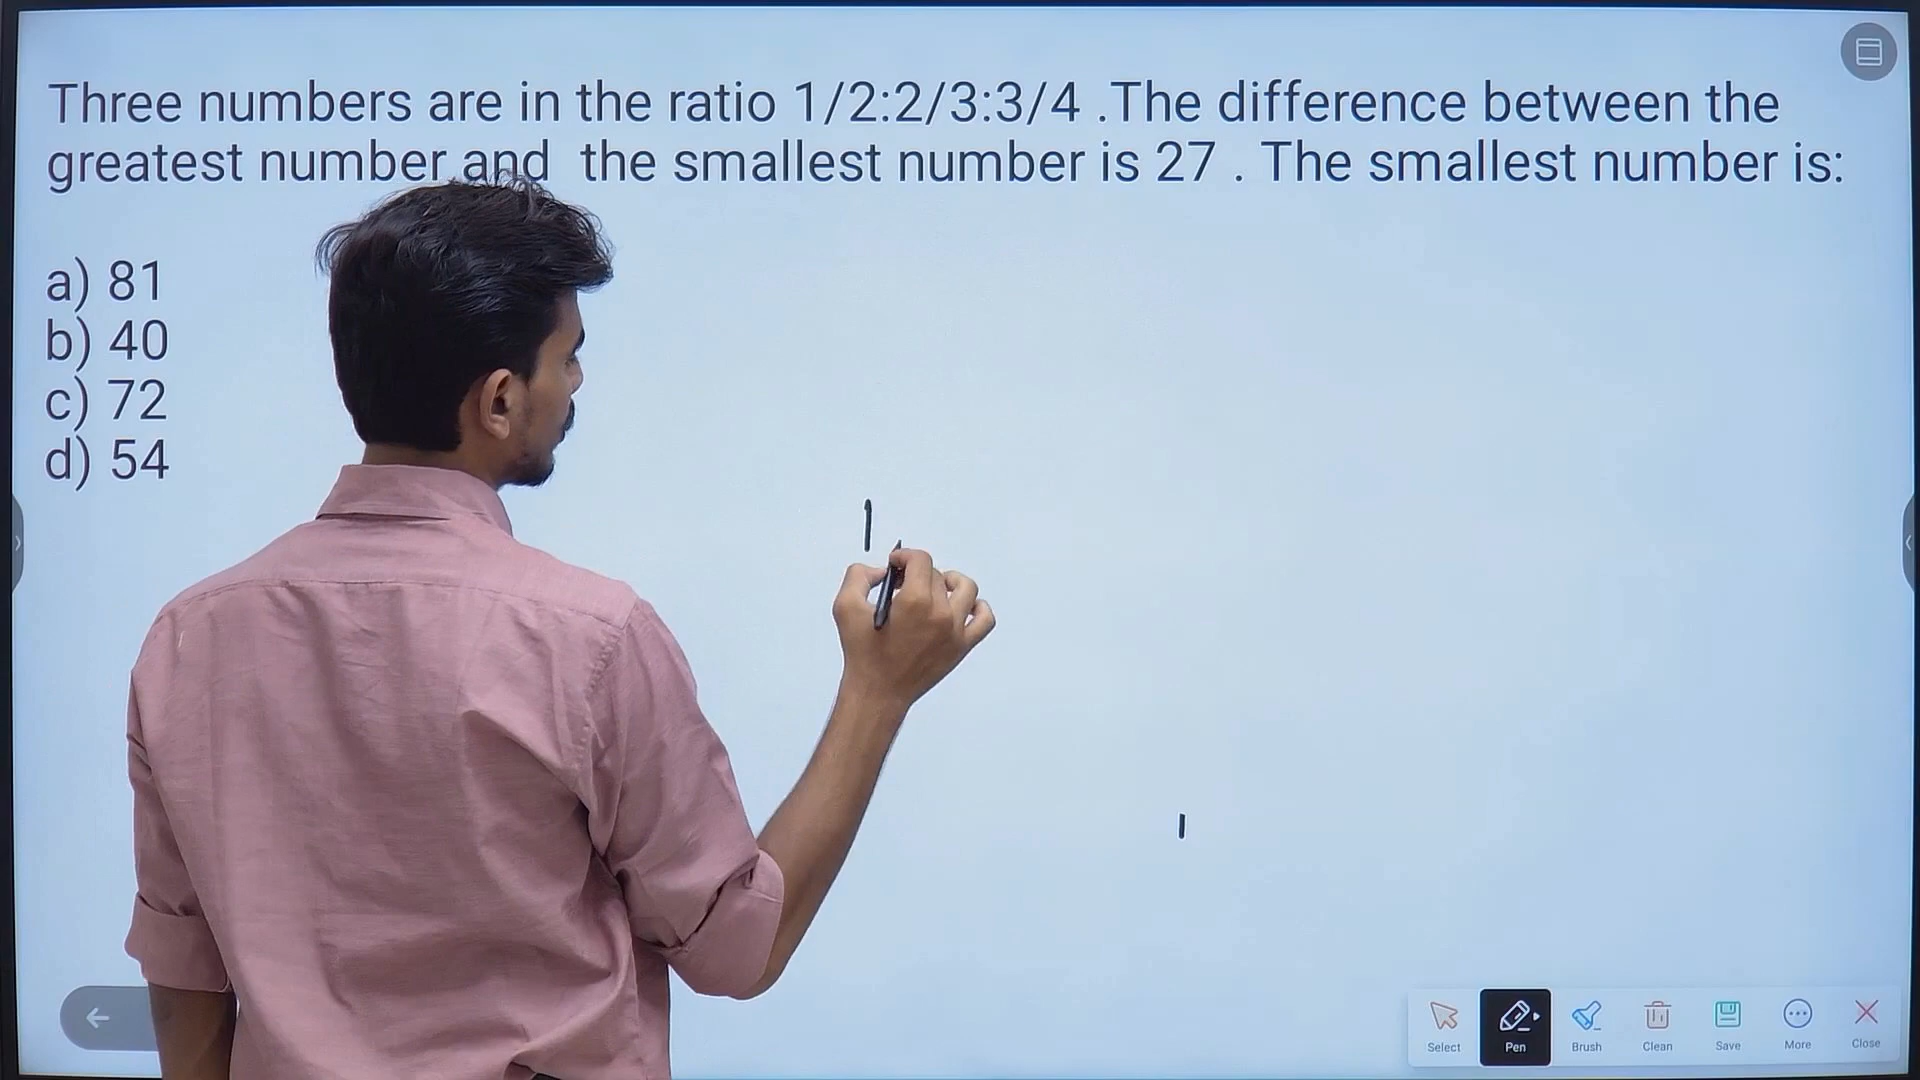 Three numbers are in the ratio 1/2:2/3:3/4 .The difference between the
greatest number and the smallest number is 27 . The smallest number is:
a) 81
b) 40
c) 72
d) 54
1
Select
Pen
Brush
Clean
Save
More
Close